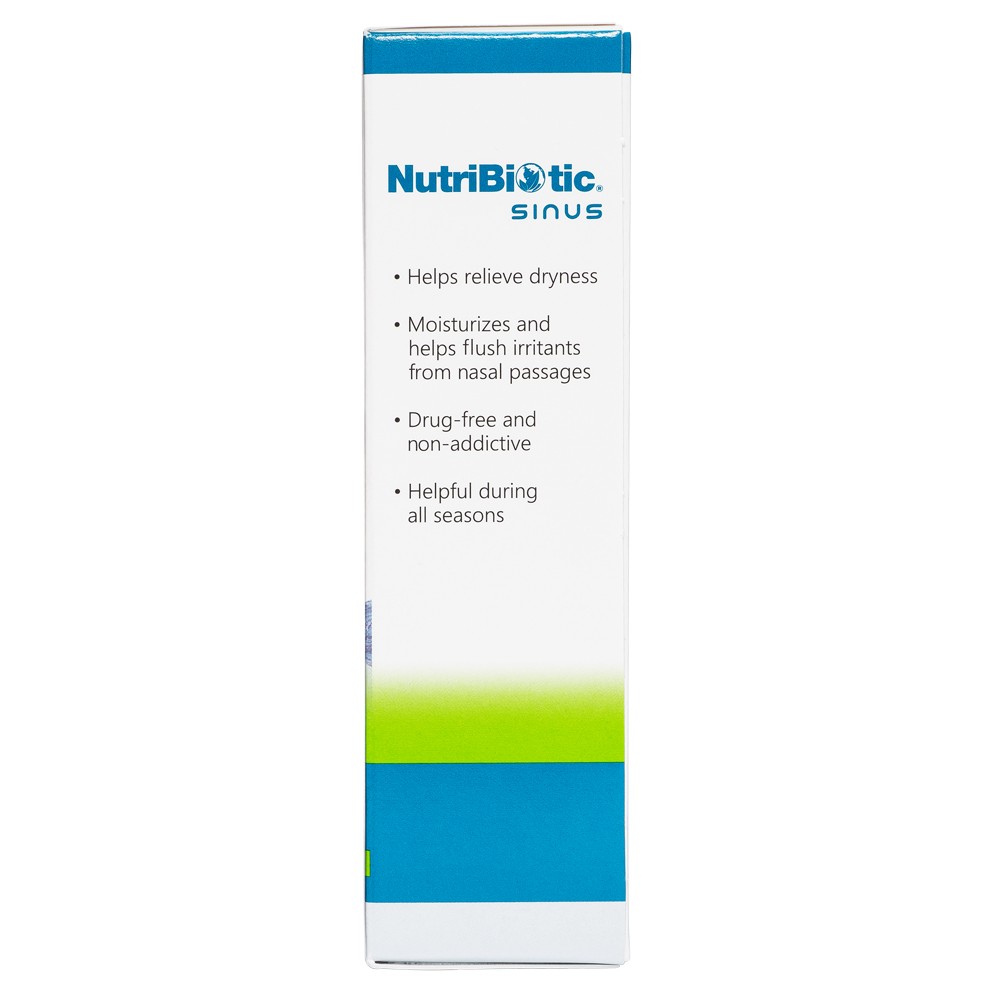 NutriBiotic®
sinus
• Helps relieve dryness
• Moisturizes and
helps flush irritants
from nasal passages
• Drug-free and
non-addictive
• Helpful during
all seasons